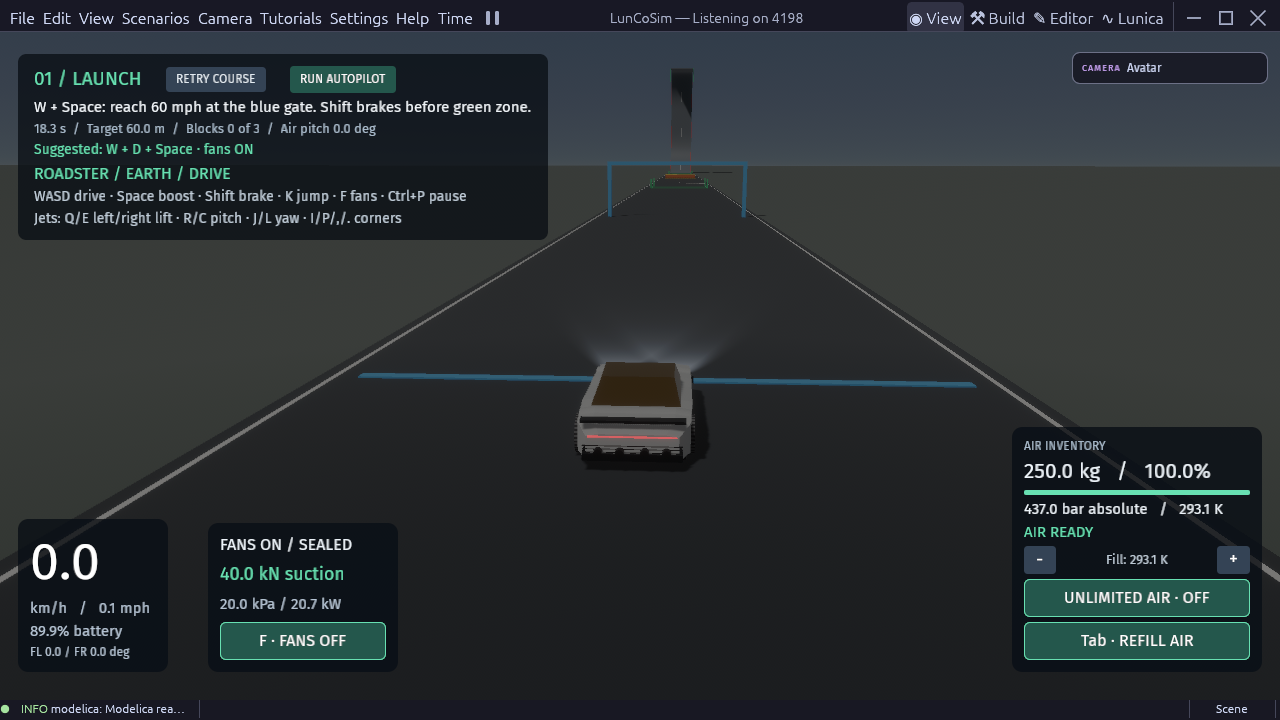 File Edit View Scenarios Camera Tutorials Settings Help Time
LunCoSim — Listening on 4198
View Build Editor Lunica
01 / LAUNCH RETRY COURSE RUN AUTOPILOT
W + Space: reach 60 mph at the blue gate. Shift brakes before green zone.
18.3 s / Target 60.0 m / Blocks 0 of 3 / Air pitch 0.0 deg
Suggested: W + D + Space · fans ON
ROADSTER / EARTH / DRIVE
WASD drive · Space boost · Shift brake · K jump · F fans · Ctrl+P pause
Jets: Q/E left/right lift · R/C pitch · J/L yaw · I/P/,/. corners
CAMERA Avatar
0.0
km/h / 0.1 mph
89.9% battery
FL 0.0 / FR 0.0 deg
FANS ON / SEALED
40.0 kN suction
20.0 kPa / 20.7 kW
F · FANS OFF
AIR INVENTORY
250.0 kg / 100.0%
437.0 bar absolute / 293.1 K
AIR READY
- Fill: 293.1 K +
UNLIMITED AIR · OFF
Tab · REFILL AIR
INFO modelica: Modelica rea...
Scene